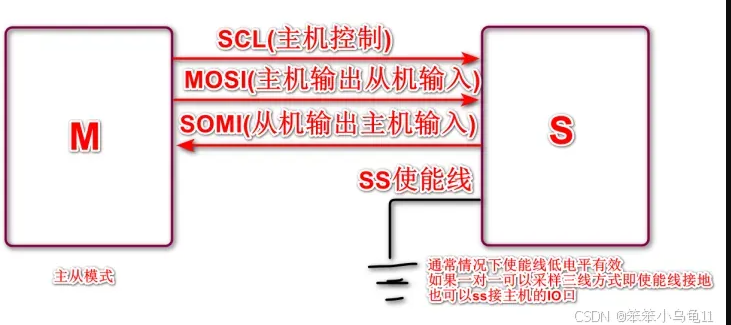 SCL(主机控制)
MOSI(主机输出从机输入)
SOMI(从机输出主机输入)
M
S
SS使能线
主从模式
通常情况下使能线低电平有效
如果一对一可以采样三线方式即使能线接地
也可以ss接主机的IO口
CSDN @笨笨小乌龟11